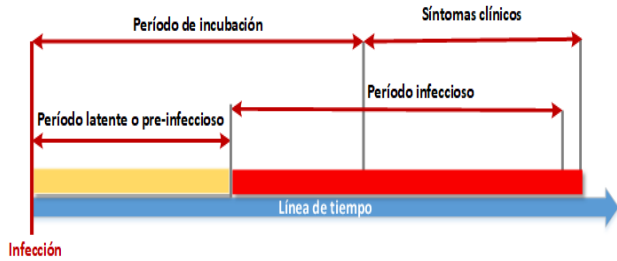 Síntomas clínicos
Período de incubación
Período infeccioso
Período latente o pre-infeccioso
Línea de tiempo
Infección